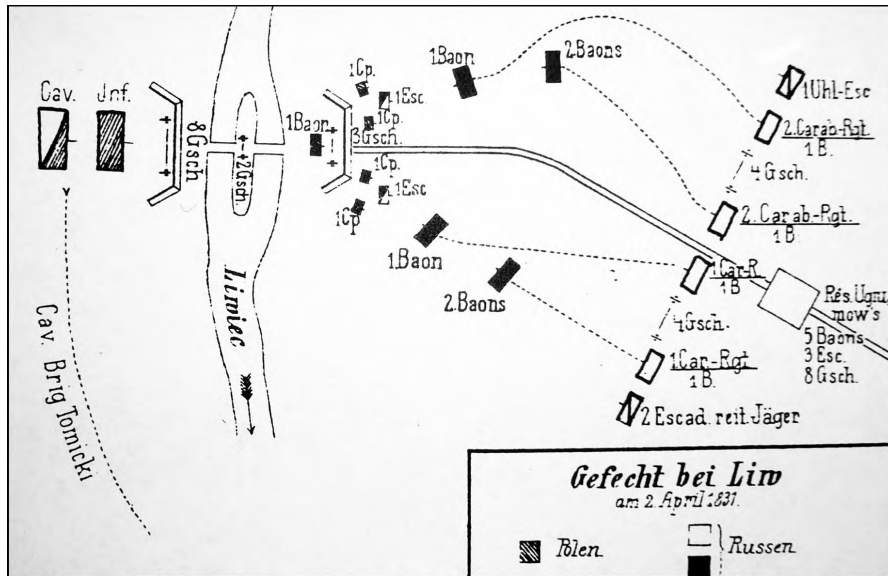 Cav.
Inf.
8 Gsch.
2 Gsch.
1 Baon
1 Cp.
1 Esc.
1 Cp.
3 Gsch.
1 Cp.
1 Esc.
1 Cp
1 Baon
2 Baons
1. Baon
2. Baons
1 Uhl-Esc
2. Carab-Rgt
1 B.
4 Gsch.
2. Carab-Rgt.
1 B.
1 Car-R.
1 B
4 Gsch.
1 Car-Rgt
1 B.
2 Escad. reit. Jäger
Rés. Ugru
mow's
5 Baons
3 Esc.
8 Gsch.
Liwiec
Cav. Brig Tomicki
Gefecht bei Liw
am 2. April 1831.
Polen
Russen